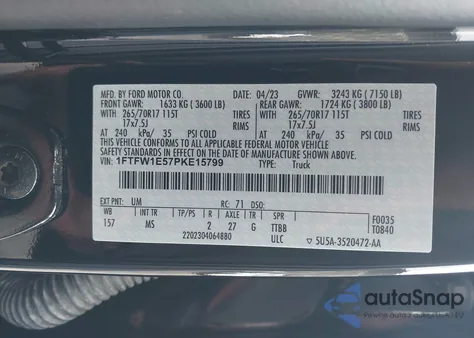 MFD. BY FORD MOTOR CO.
04/23 GVWR: 3243 KG ( 7150 LB)
FRONT GAWR: 1633 KG ( 3600 LB) REAR GAWR: 1724 KG ( 3800 LB)
WITH 265/70R17 115T TIRES WITH 265/70R17 115T TIRES
17x7.5J RIMS 17x7.5J RIMS
AT 240 kPa/ 35 PSI COLD AT 240 kPa/ 35 PSI COLD
THIS VEHICLE CONFORMS TO ALL APPLICABLE FEDERAL MOTOR VEHICLE
SAFETY STANDARDS IN EFFECT ON THE DATE OF MANUFACTURE SHOWN ABOVE.
VIN: 1FTFW1E57PKE15799
TYPE: Truck
EXT PNT: UM RC: 71 DSO:
WB INT TR TP/PS R AXLE TR SPR F0035
157 MS 2 27 G TTBB T0840
2202304064880 ULC 5U5A-3520472-AA
autoSnap